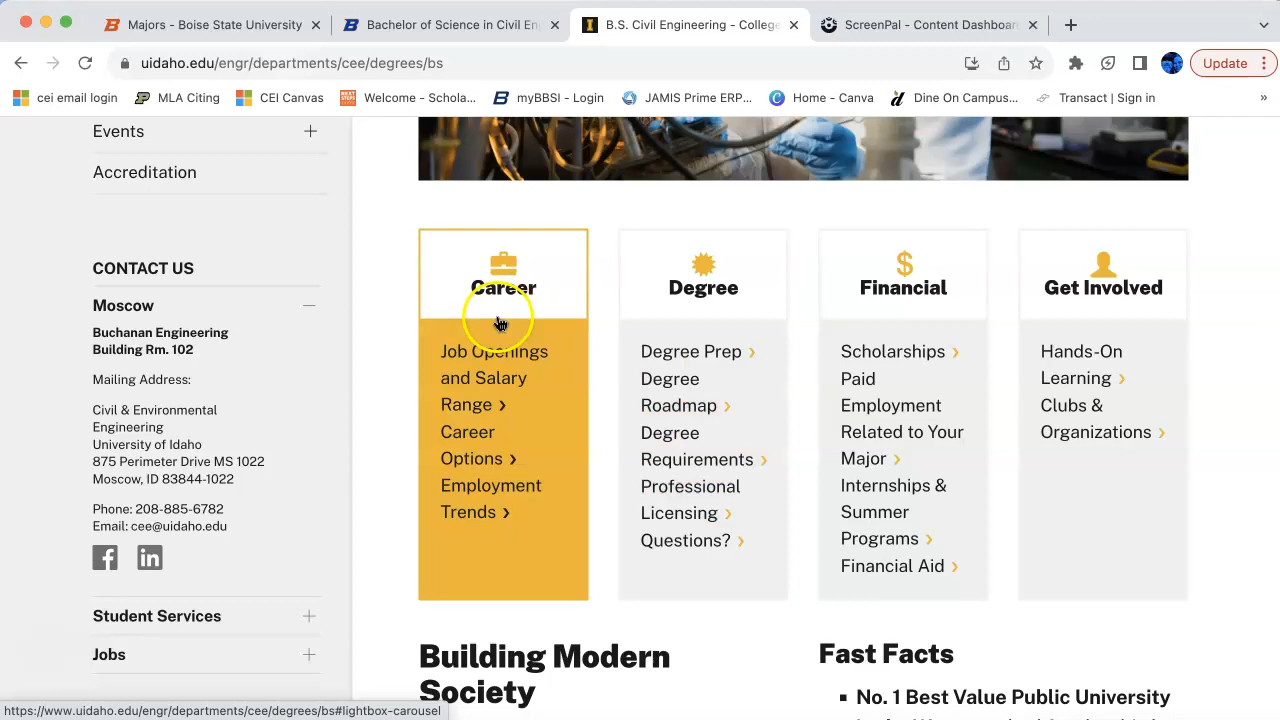 Majors - Boise State University
Bachelor of Science in Civil En
B.S. Civil Engineering - College
ScreenPal - Content Dashboar
uidaho.edu/engr/departments/cee/degrees/bs
Update
cei email login
MLA Citing
CEI Canvas
Welcome - Schola...
myBBSI - Login
JAMIS Prime ERP...
Home - Canva
Dine On Campus...
Transact | Sign in
»
Events
Accreditation
CONTACT US
Moscow
Buchanan Engineering
Building Rm. 102
Mailing Address:
Civil & Environmental
Engineering
University of Idaho
875 Perimeter Drive MS 1022
Moscow, ID 83844-1022
Phone: 208-885-6782
Email: cee@uidaho.edu
Student Services
Jobs
Career
Job Openings
and Salary
Range ›
Career
Options ›
Employment
Trends ›
Degree
Degree Prep ›
Degree
Roadmap ›
Degree
Requirements ›
Professional
Licensing ›
Questions? ›
Financial
Scholarships ›
Paid
Employment
Related to Your
Major ›
Internships &
Summer
Programs ›
Financial Aid ›
Get Involved
Hands-On
Learning ›
Clubs &
Organizations ›
Building Modern
Society
Fast Facts
No. 1 Best Value Public University
https://www.uidaho.edu/engr/departments/cee/degrees/bs#lightbox-carousel